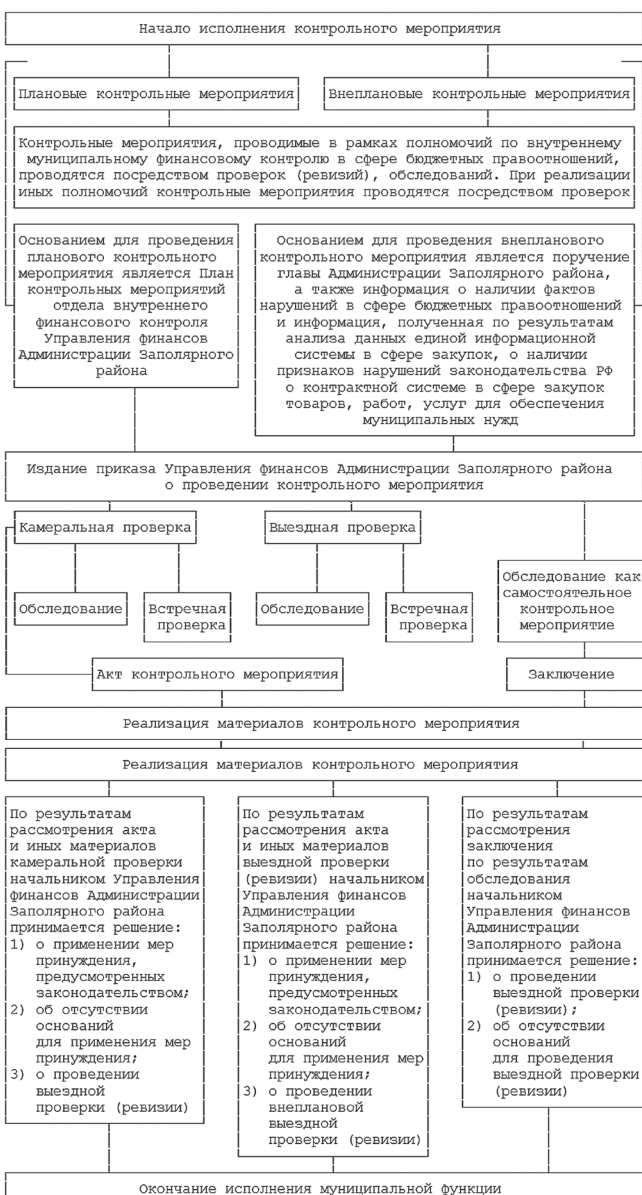 Начало исполнения контрольного мероприятия
Плановые контрольные мероприятия
Внеплановые контрольные мероприятия
Контрольные мероприятия, проводимые в рамках полномочий по внутреннему
муниципальному финансовому контролю в сфере бюджетных правоотношений,
проводятся посредством проверок (ревизий), обследований. При реализации
иных полномочий контрольные мероприятия проводятся посредством проверок
Основанием для проведения
планового контрольного
мероприятия является План
контрольных мероприятий
отдела внутреннего
финансового контроля
Управления финансов
Администрации Заполярного
района
Основанием для проведения внепланового
контрольного мероприятия является поручение
главы Администрации Заполярного района,
а также информация о наличии фактов
нарушений в сфере бюджетных правоотношений
и информация, полученная по результатам
анализа данных единой информационной
системы в сфере закупок, о наличии
признаков нарушений законодательства РФ
о контрактной системе в сфере закупок
товаров, работ, услуг для обеспечения
муниципальных нужд
Издание приказа Управления финансов Администрации Заполярного района
о проведении контрольного мероприятия
Камеральная проверка
Выездная проверка
Обследование
Встречная
проверка
Обследование
Встречная
проверка
Обследование как
самостоятельное
контрольное
мероприятие
Акт контрольного мероприятия
Заключение
Реализация материалов контрольного мероприятия
Реализация материалов контрольного мероприятия
По результатам
рассмотрения акта
и иных материалов
камеральной проверки
начальником Управления
финансов Администрации
Заполярного района
принимается решение:
1) о применении мер
принуждения,
предусмотренных
законодательством;
2) об отсутствии
оснований
для применения мер
принуждения;
3) о проведении
выездной
проверки (ревизии)
По результатам
рассмотрения акта
и иных материалов
выездной проверки
(ревизии) начальником
Управления финансов
Администрации
Заполярного района
принимается решение:
1) о применении мер
принуждения,
предусмотренных
законодательством;
2) об отсутствии
оснований
для применения мер
принуждения;
3) о проведении
внеплановой
выездной
проверки (ревизии)
По результатам
рассмотрения
заключения
по результатам
обследования
начальником
Управления финансов
Администрации
Заполярного района
принимается решение:
1) о проведении
выездной проверки
(ревизии);
2) об отсутствии
оснований
для проведения
выездной проверки
(ревизии)
Окончание исполнения муниципальной функции